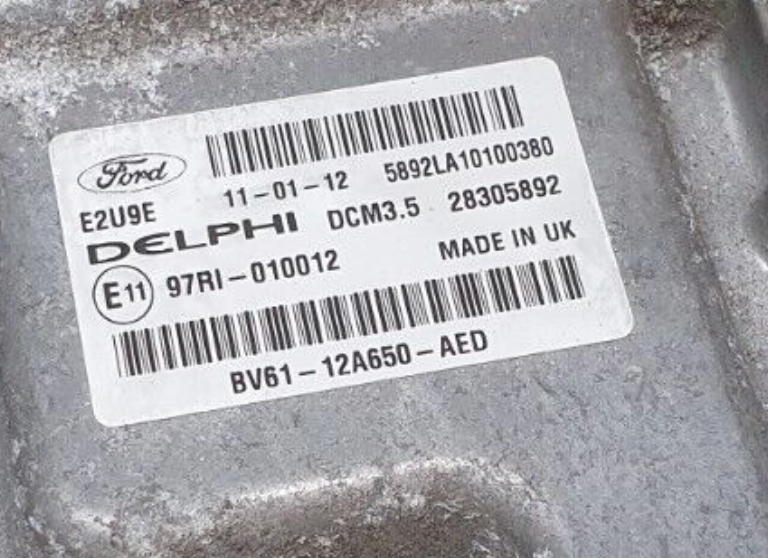 Ford
11-01-12 5892LA10100380
E2U9E
DELPHI DCM3.5 28305892
E11 97RI-010012 MADE IN UK
BV61-12A650-AED